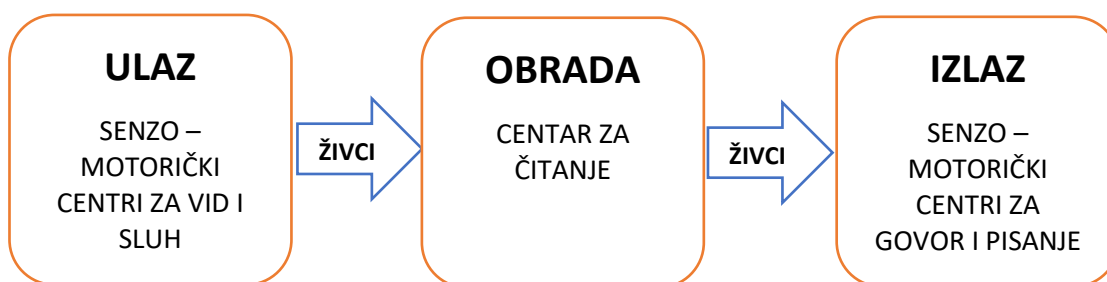 ULAZ
SENZO –
MOTORIČKI
CENTRI ZA VID I
SLUH
ŽIVCI
OBRADA
CENTAR ZA
ČITANJE
ŽIVCI
IZLAZ
SENZO –
MOTORIČKI
CENTRI ZA
GOVOR I PISANJE